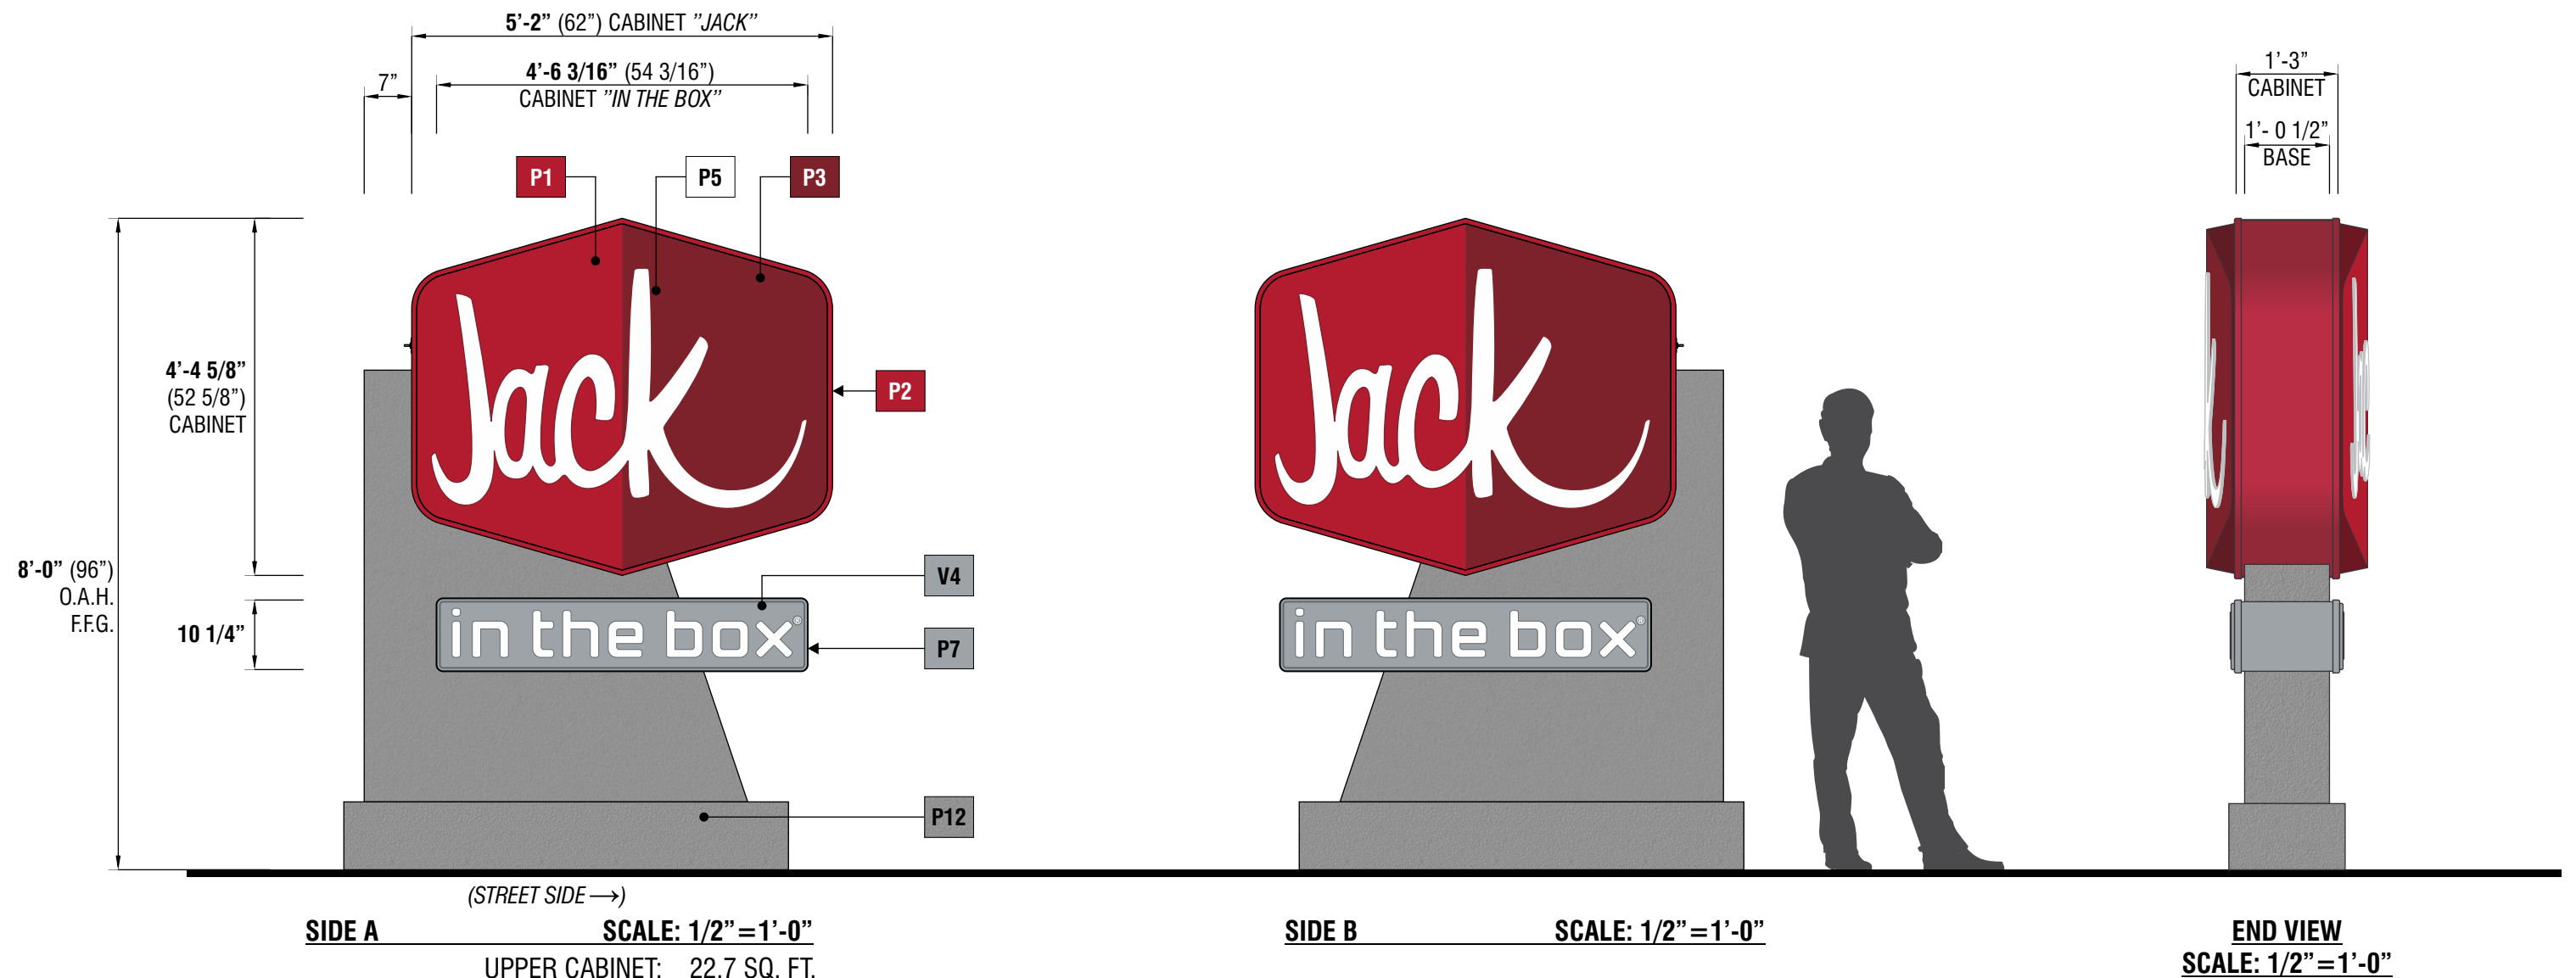 5’-2” (62”) CABINET ”JACK”
4’-6 3/16” (54 3/16”)
CABINET ”IN THE BOX”
7”
1’-3”
CABINET
1’- 0 1/2”
BASE
P1
P5
P3
Jack
Jack
4’-4 5/8”
(52 5/8”)
CABINET
P2
8’-0” (96”)
O.A.H.
F.F.G.
10 1/4”
V4
in the box®
in the box®
P7
P12
(STREET SIDE →)
SIDE A SCALE: 1/2”=1’-0”
SIDE B SCALE: 1/2”=1’-0”
END VIEW
SCALE: 1/2”=1’-0”
UPPER CABINET: 22.7 SQ. FT.